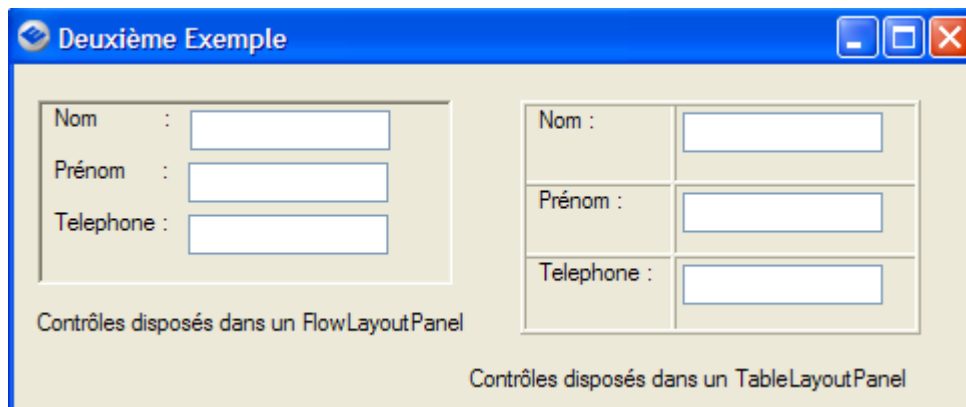 Deuxième Exemple
Nom :
Prénom :
Telephone :
Contrôles disposés dans un FlowLayoutPanel
Nom :
Prénom :
Telephone :
Contrôles disposés dans un TableLayoutPanel